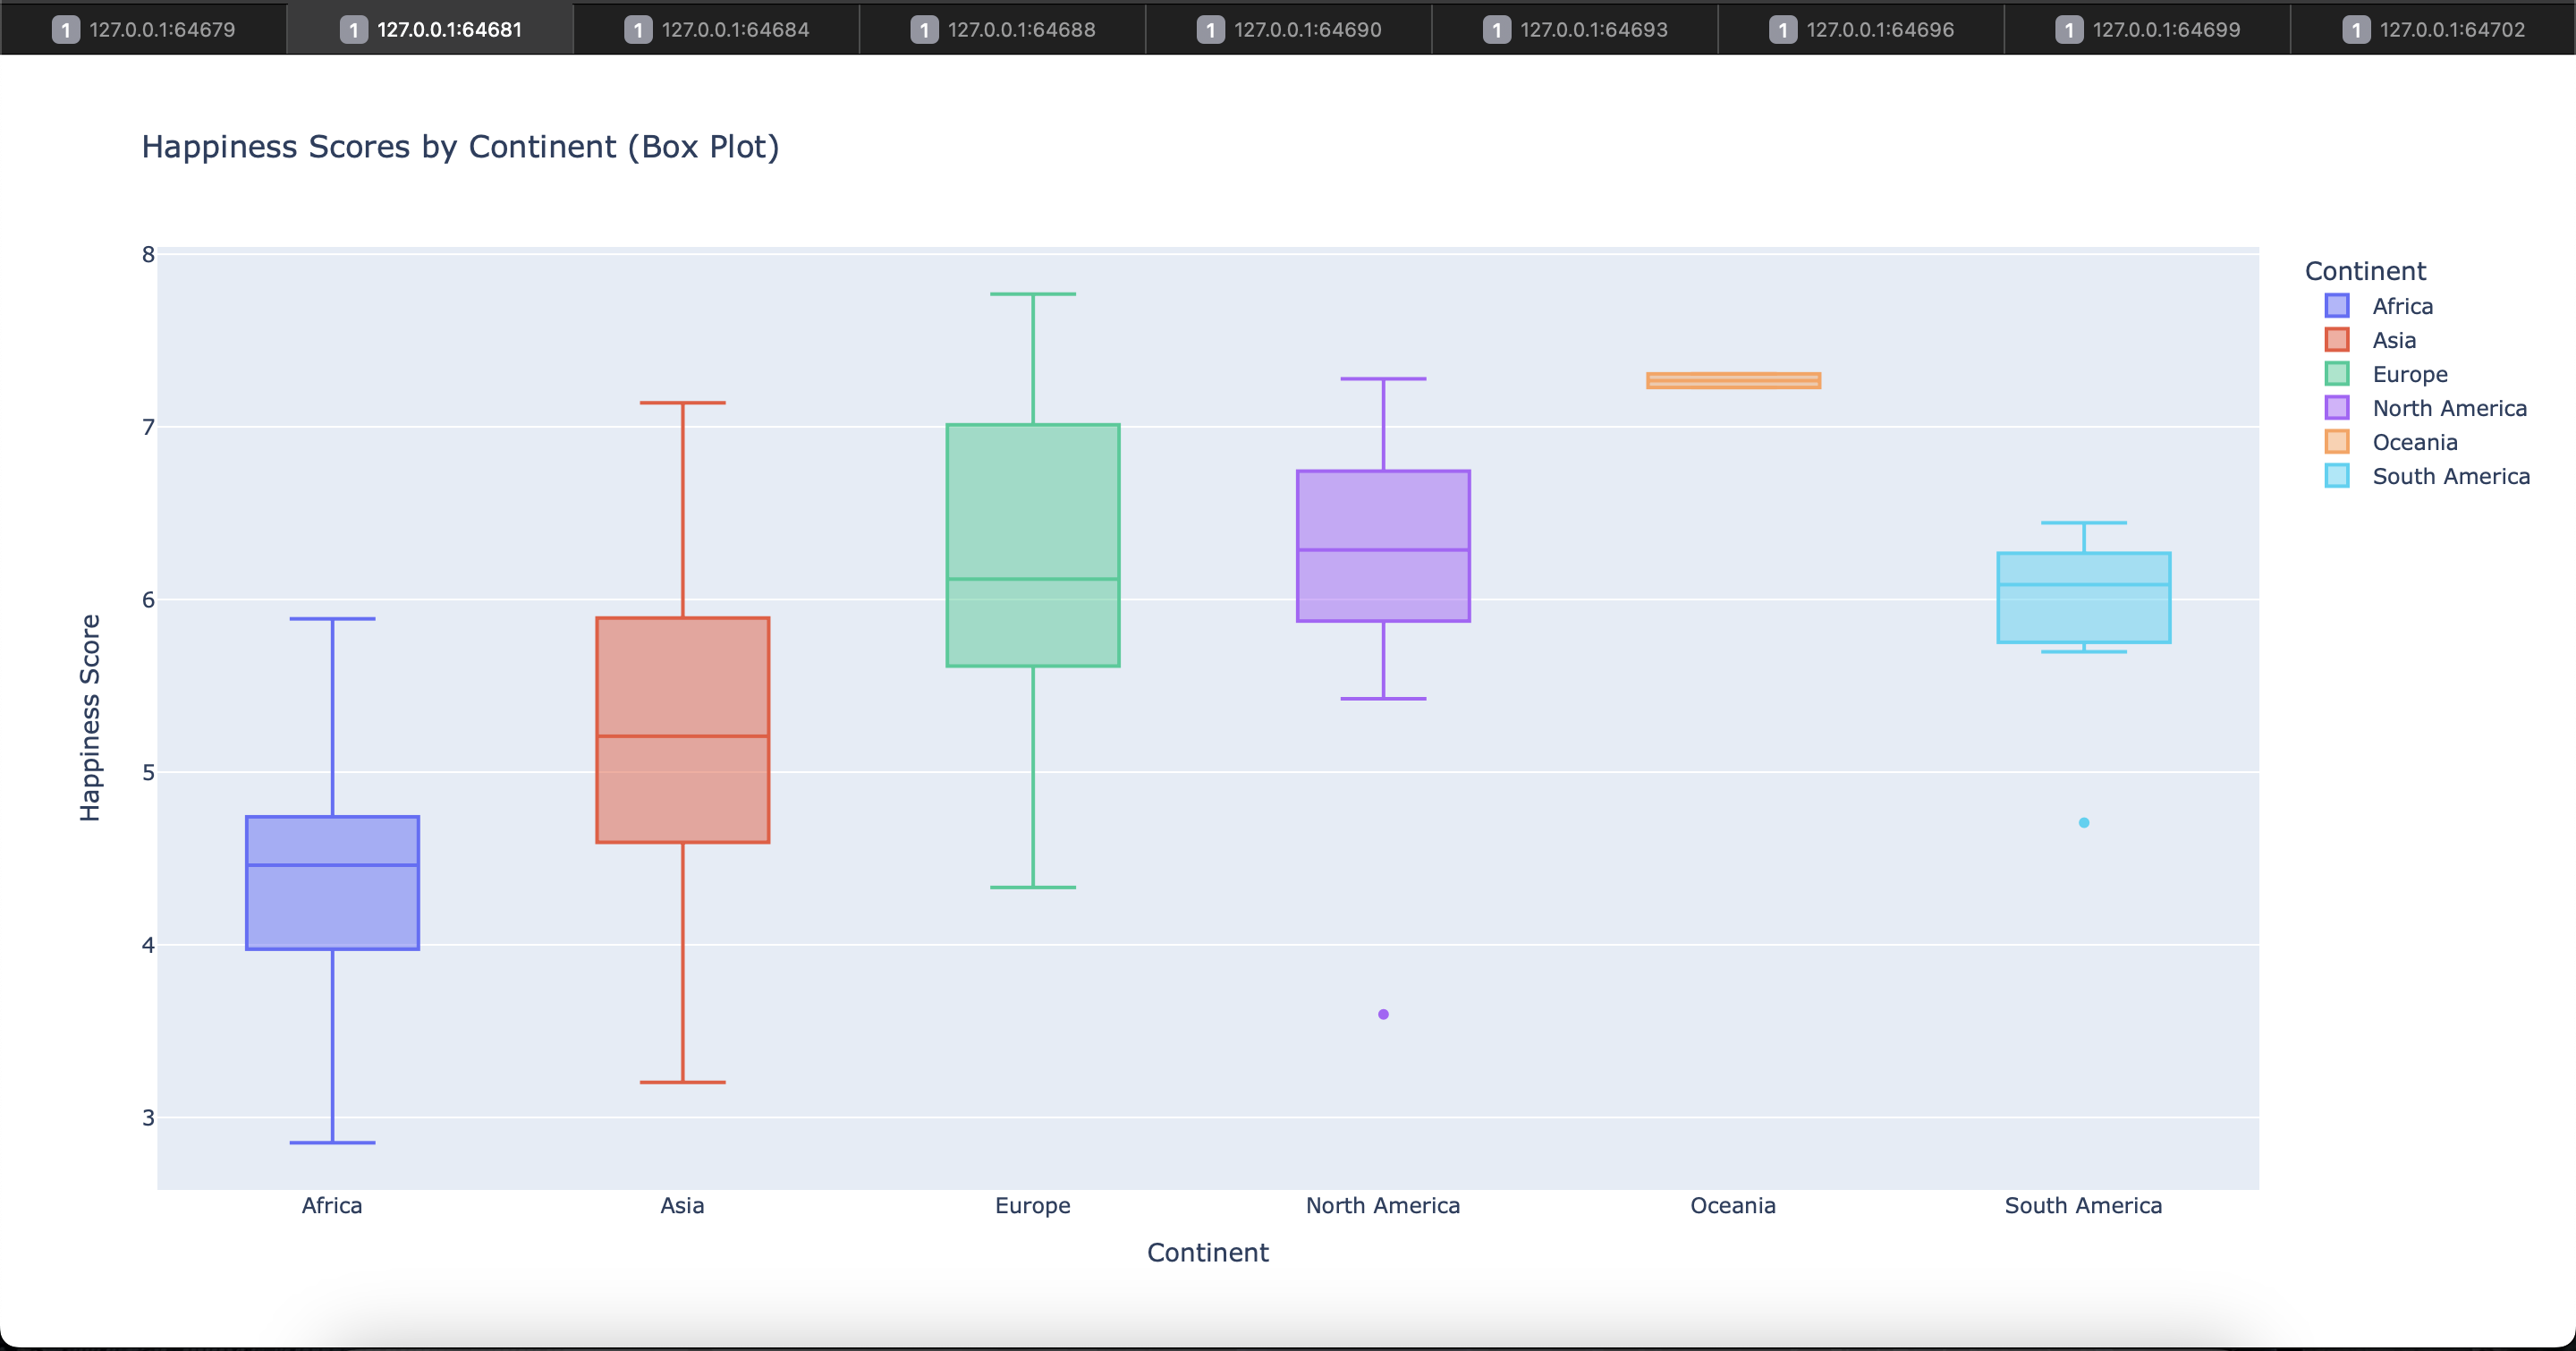 1 127.0.0.1:64679 1 127.0.0.1:64681 1 127.0.0.1:64684 1 127.0.0.1:64688 1 127.0.0.1:64690 1 127.0.0.1:64693 1 127.0.0.1:64696 1 127.0.0.1:64699 1 127.0.0.1:64702
Happiness Scores by Continent (Box Plot)
8
7
6
5
4
3
Happiness Score
Africa Asia Europe North America Oceania South America
Continent
Continent
Africa
Asia
Europe
North America
Oceania
South America